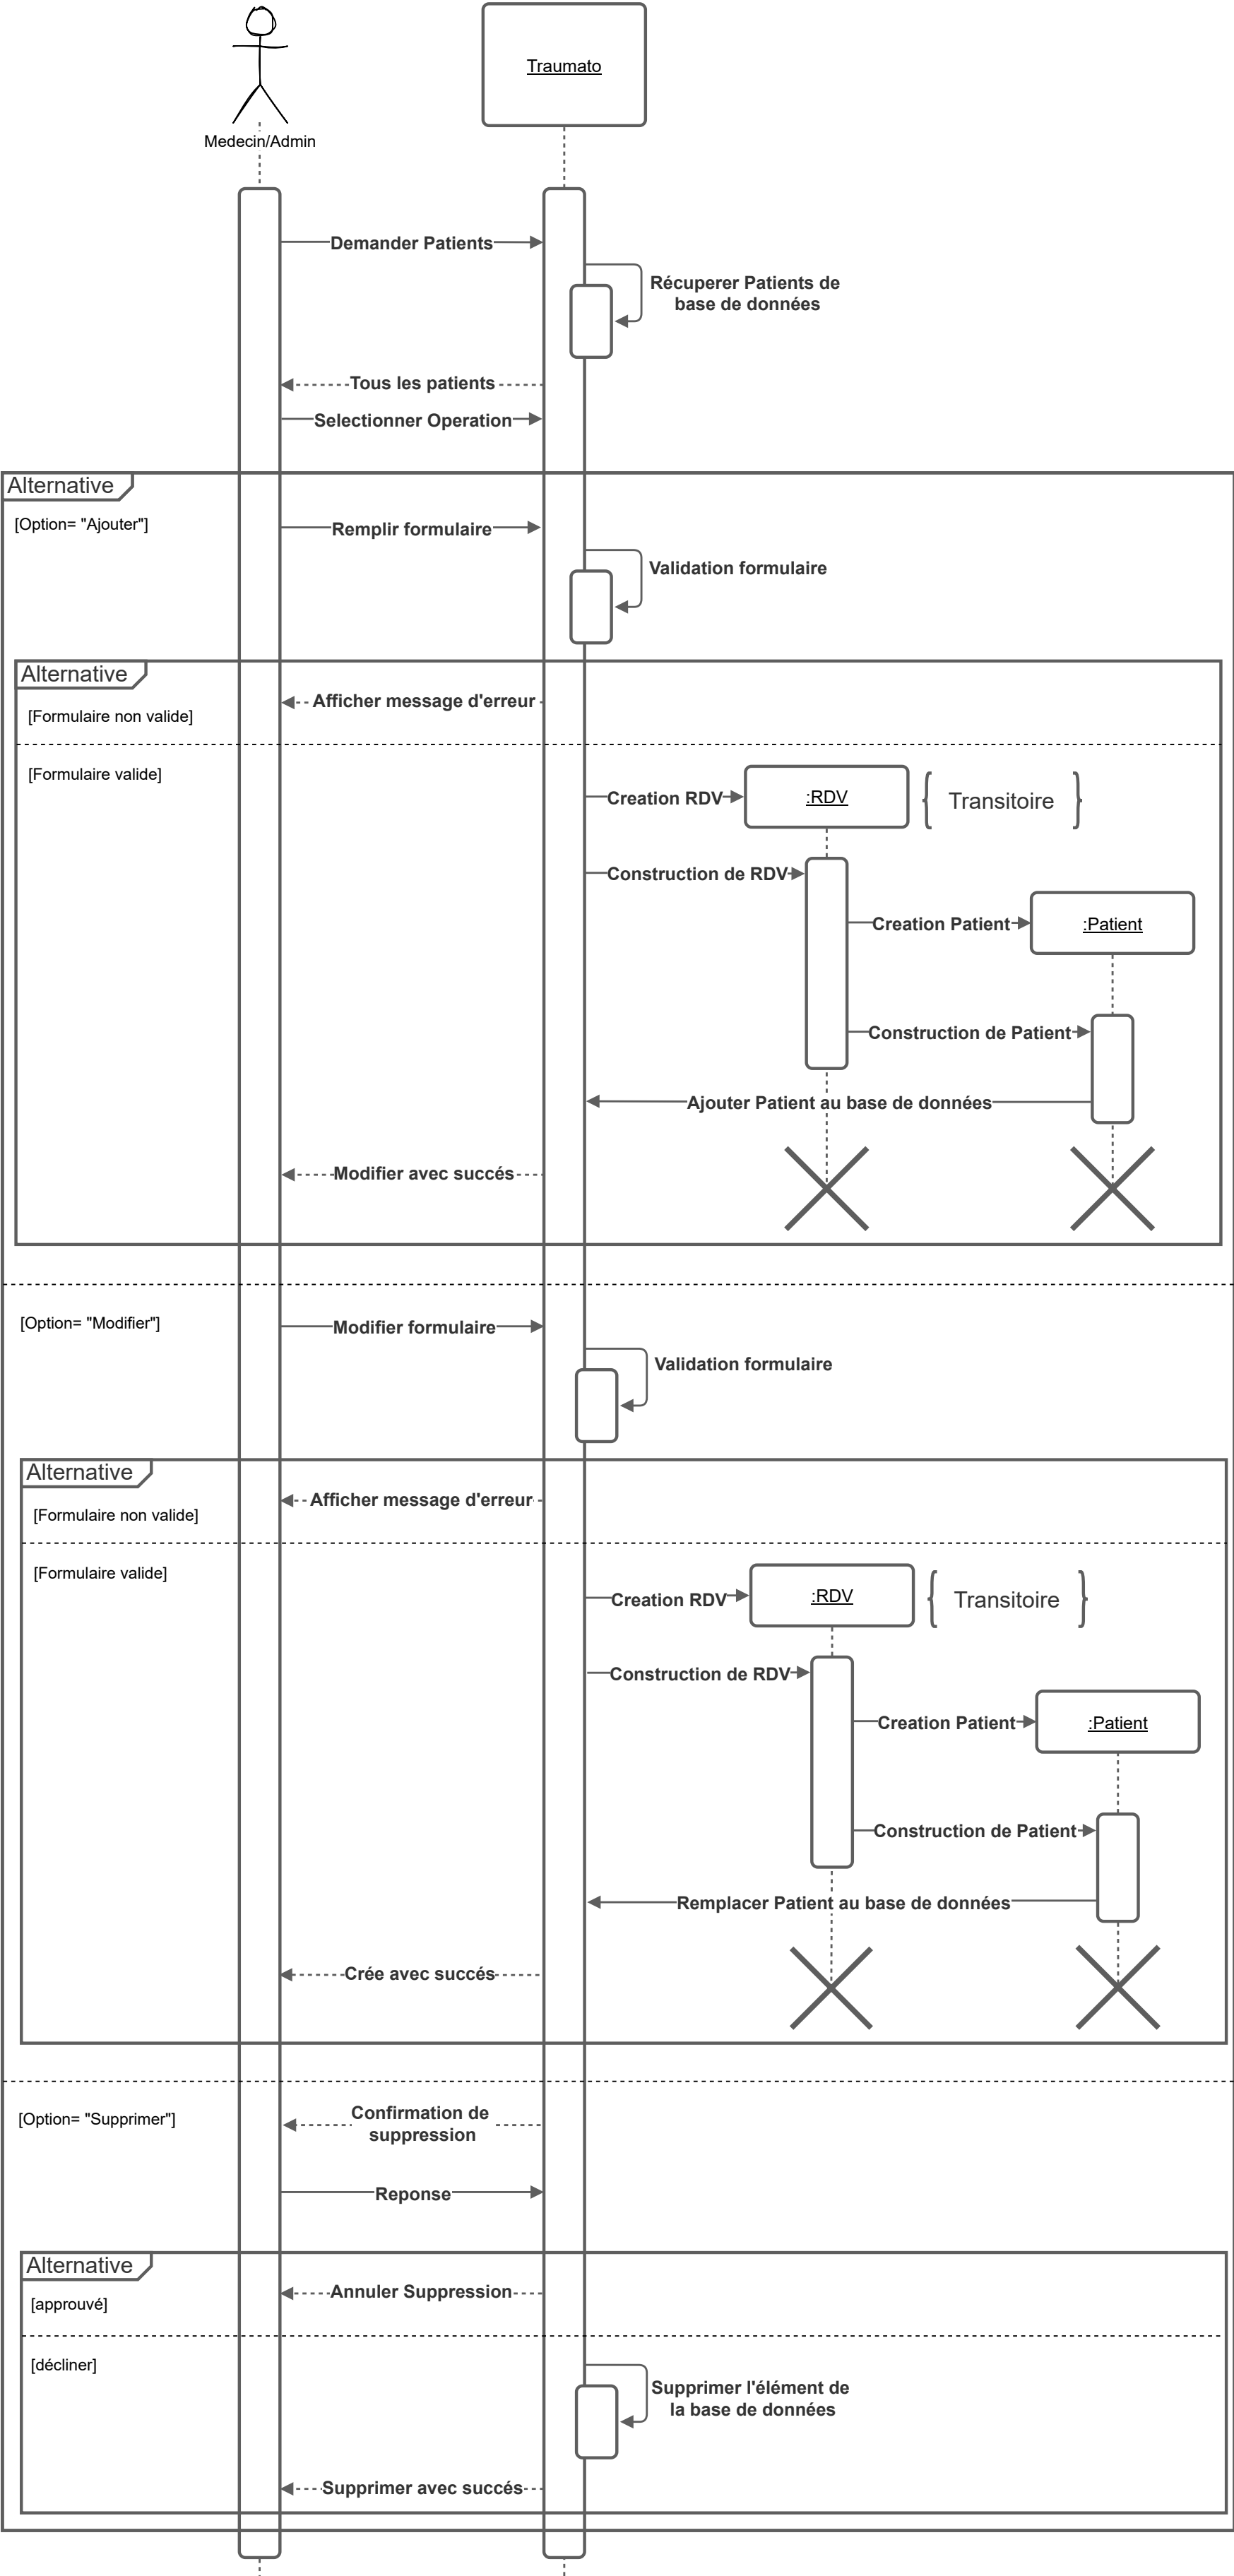 Traumato
Medecin/Admin
Demander Patients
Récuperer Patients de
base de données
Tous les patients
Selectionner Operation
Alternative
[Option= "Ajouter"]
Remplir formulaire
Validation formulaire
Alternative
Afficher message d'erreur
[Formulaire non valide]
[Formulaire valide]
Creation RDV
:RDV
{ Transitoire }
Construction de RDV
Creation Patient
:Patient
Construction de Patient
Ajouter Patient au base de données
Modifier avec succés
[Option= "Modifier"]
Modifier formulaire
Validation formulaire
Alternative
Afficher message d'erreur
[Formulaire non valide]
[Formulaire valide]
Creation RDV
:RDV
{ Transitoire }
Construction de RDV
Creation Patient
:Patient
Construction de Patient
Remplacer Patient au base de données
Crée avec succés
[Option= "Supprimer"]
Confirmation de
suppression
Reponse
Alternative
Annuler Suppression
[approuvé]
[décliner]
Supprimer l'élément de
la base de données
Supprimer avec succés